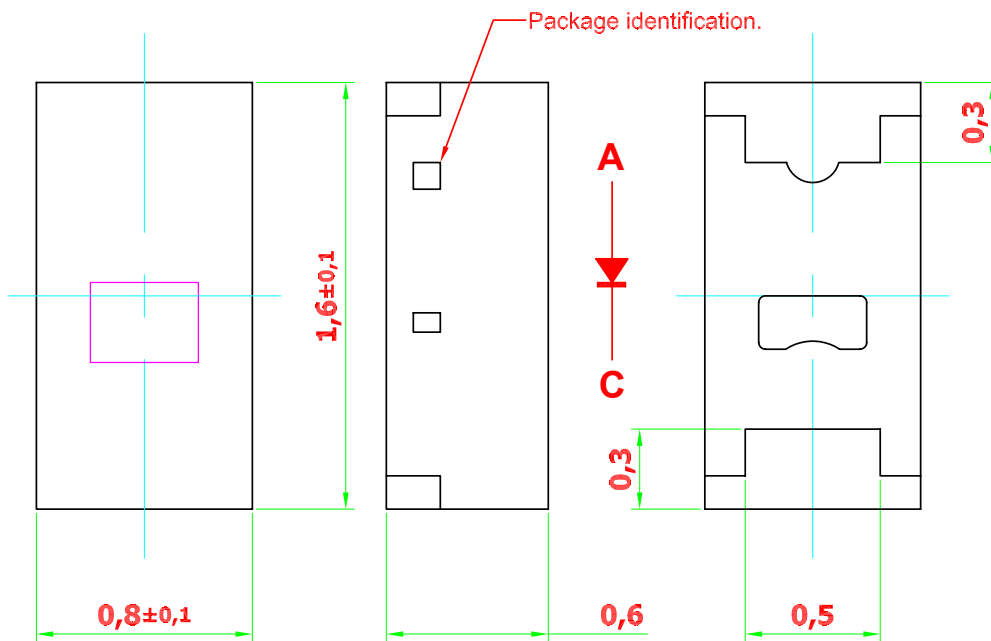 Package identification.
0,3
A
1,6±0,1
C
0,3
0,8±0,1
0,6
0,5